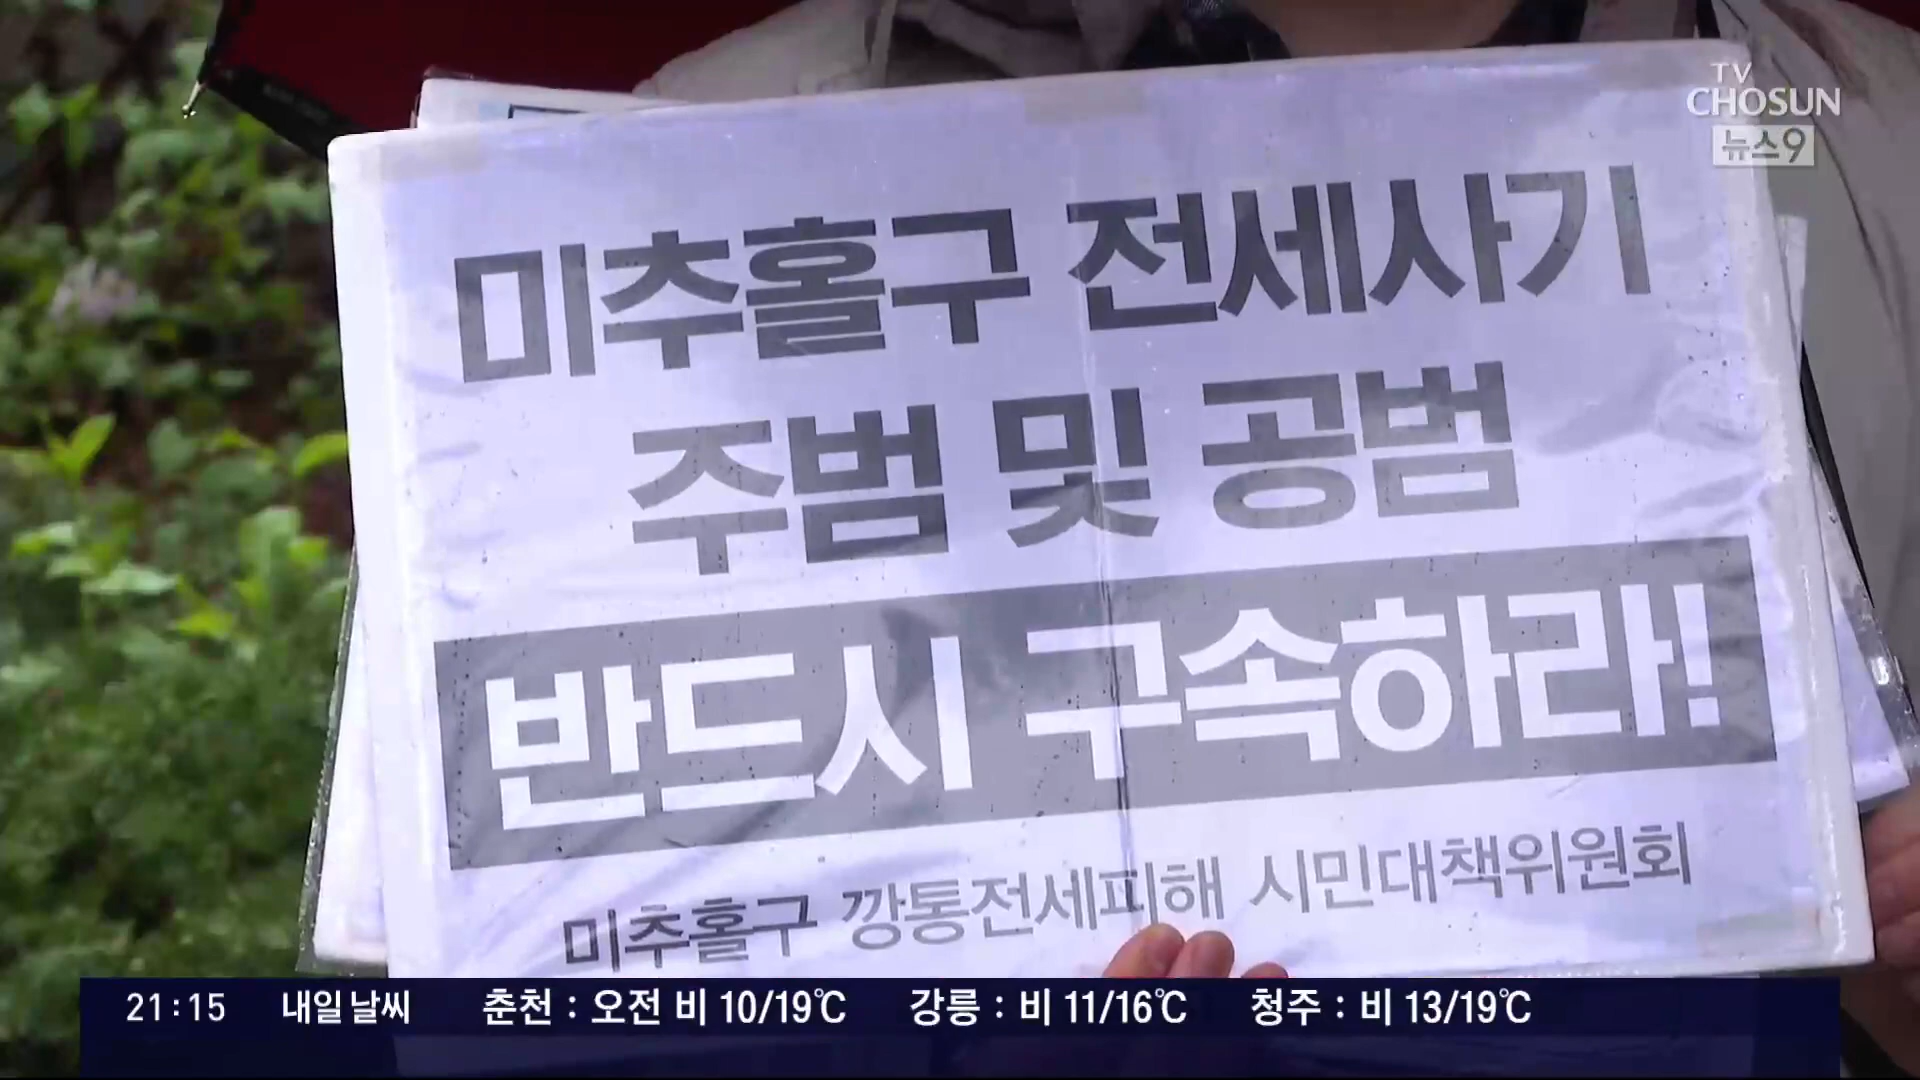 TV
CHOSUN
뉴스9
미추홀구 전세사기
주범 및 공범
반드시 구속하라!
미추홀구 깡통전세피해 시민대책위원회
21:15 내일날씨 춘천 : 오전 비 10/19℃ 강릉 : 비 11/16℃ 청주 : 비 13/19℃